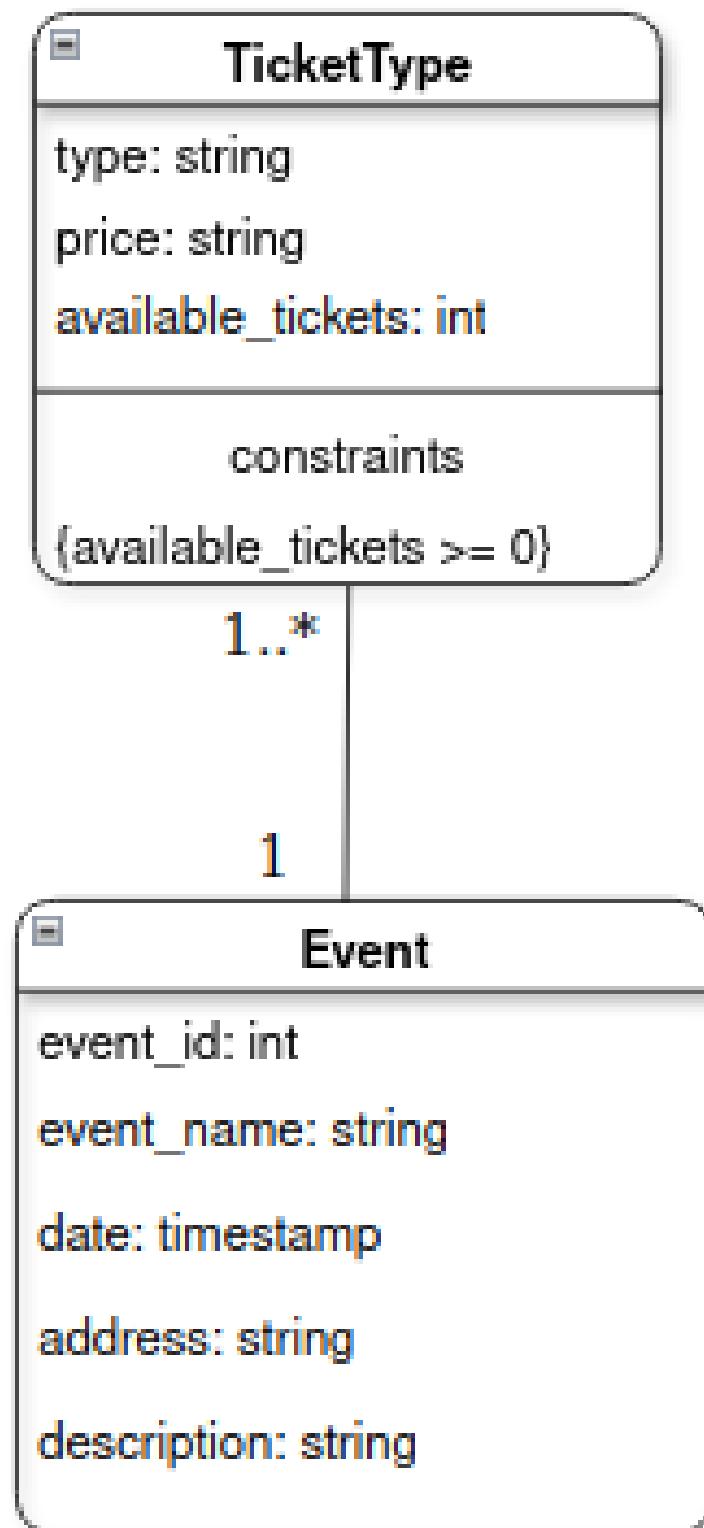 TicketType
type: string
price: string
available_tickets: int
constraints
{available_tickets >= 0}
1..*
1
Event
event_id: int
event_name: string
date: timestamp
address: string
description: string